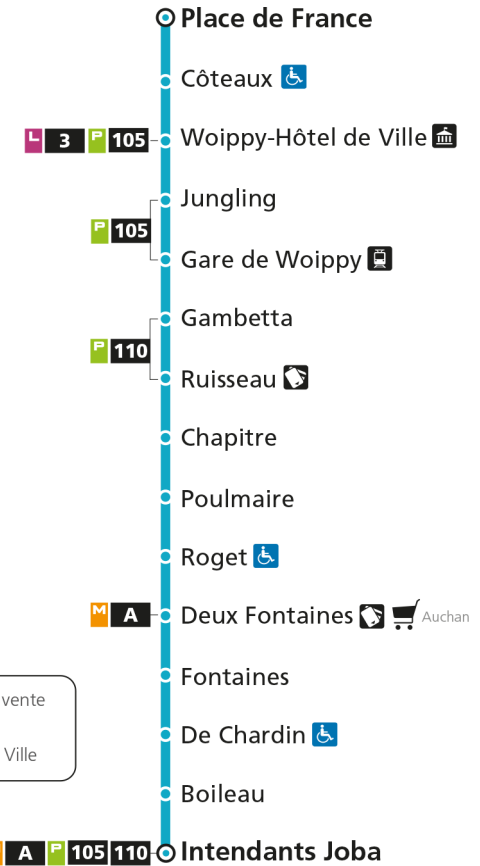 Place de France
Côteaux
L 3 P 105 Woippy-Hôtel de Ville
Jungling
P 105
Gare de Woippy
Gambetta
P 110
Ruisseau
Chapitre
Poulmaire
Roget
M A Deux Fontaines Auchan
Fontaines
vente
De Chardin
Ville
Boileau
A P 105 110 Intendants Joba